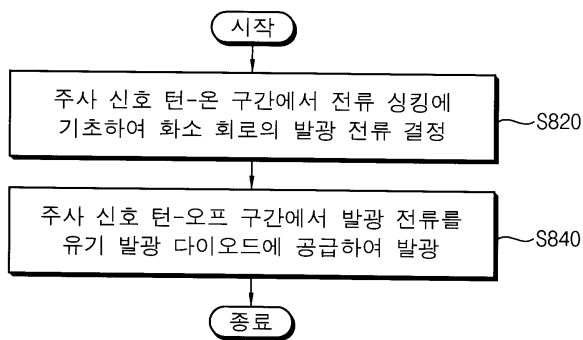 시작
주사 신호 턴-온 구간에서 전류 싱킹에
기초하여 화소 회로의 발광 전류 결정
S820
주사 신호 턴-오프 구간에서 발광 전류를
유기 발광 다이오드에 공급하여 발광
S840
종료